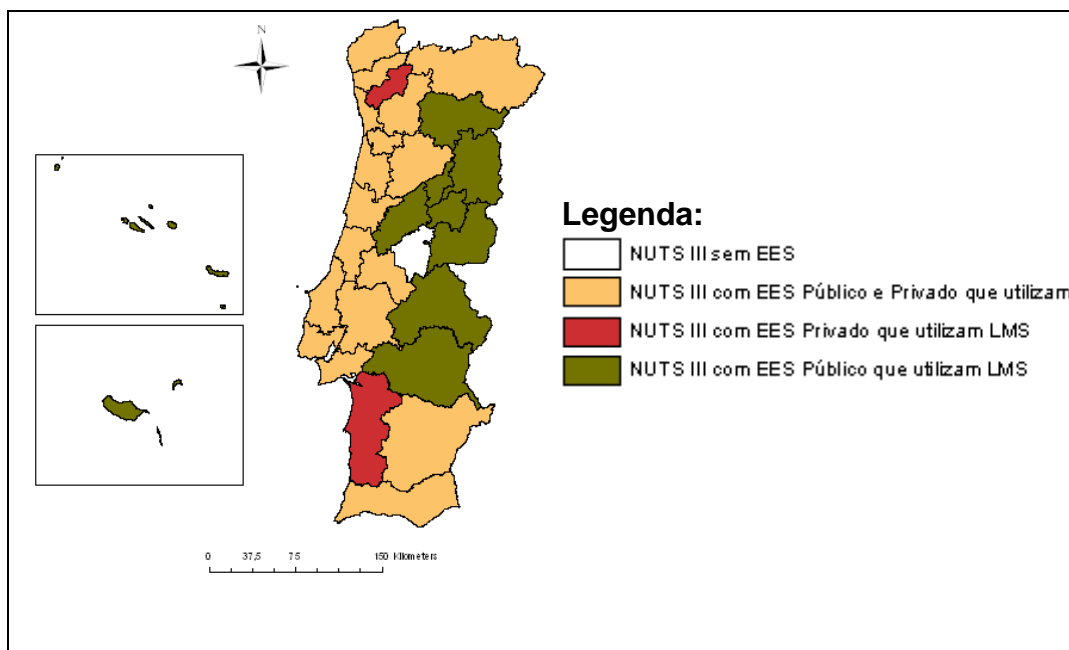 N
Legenda:
NUTS III sem EES
NUTS III com EES Público e Privado que utilizam
NUTS III com EES Privado que utilizam LMS
NUTS III com EES Público que utilizam LMS
0 37,5 75 150 Kilometers